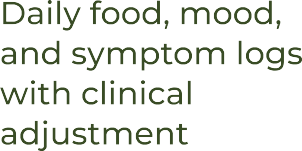 Daily food, mood,
and symptom logs
with clinical
adjustment